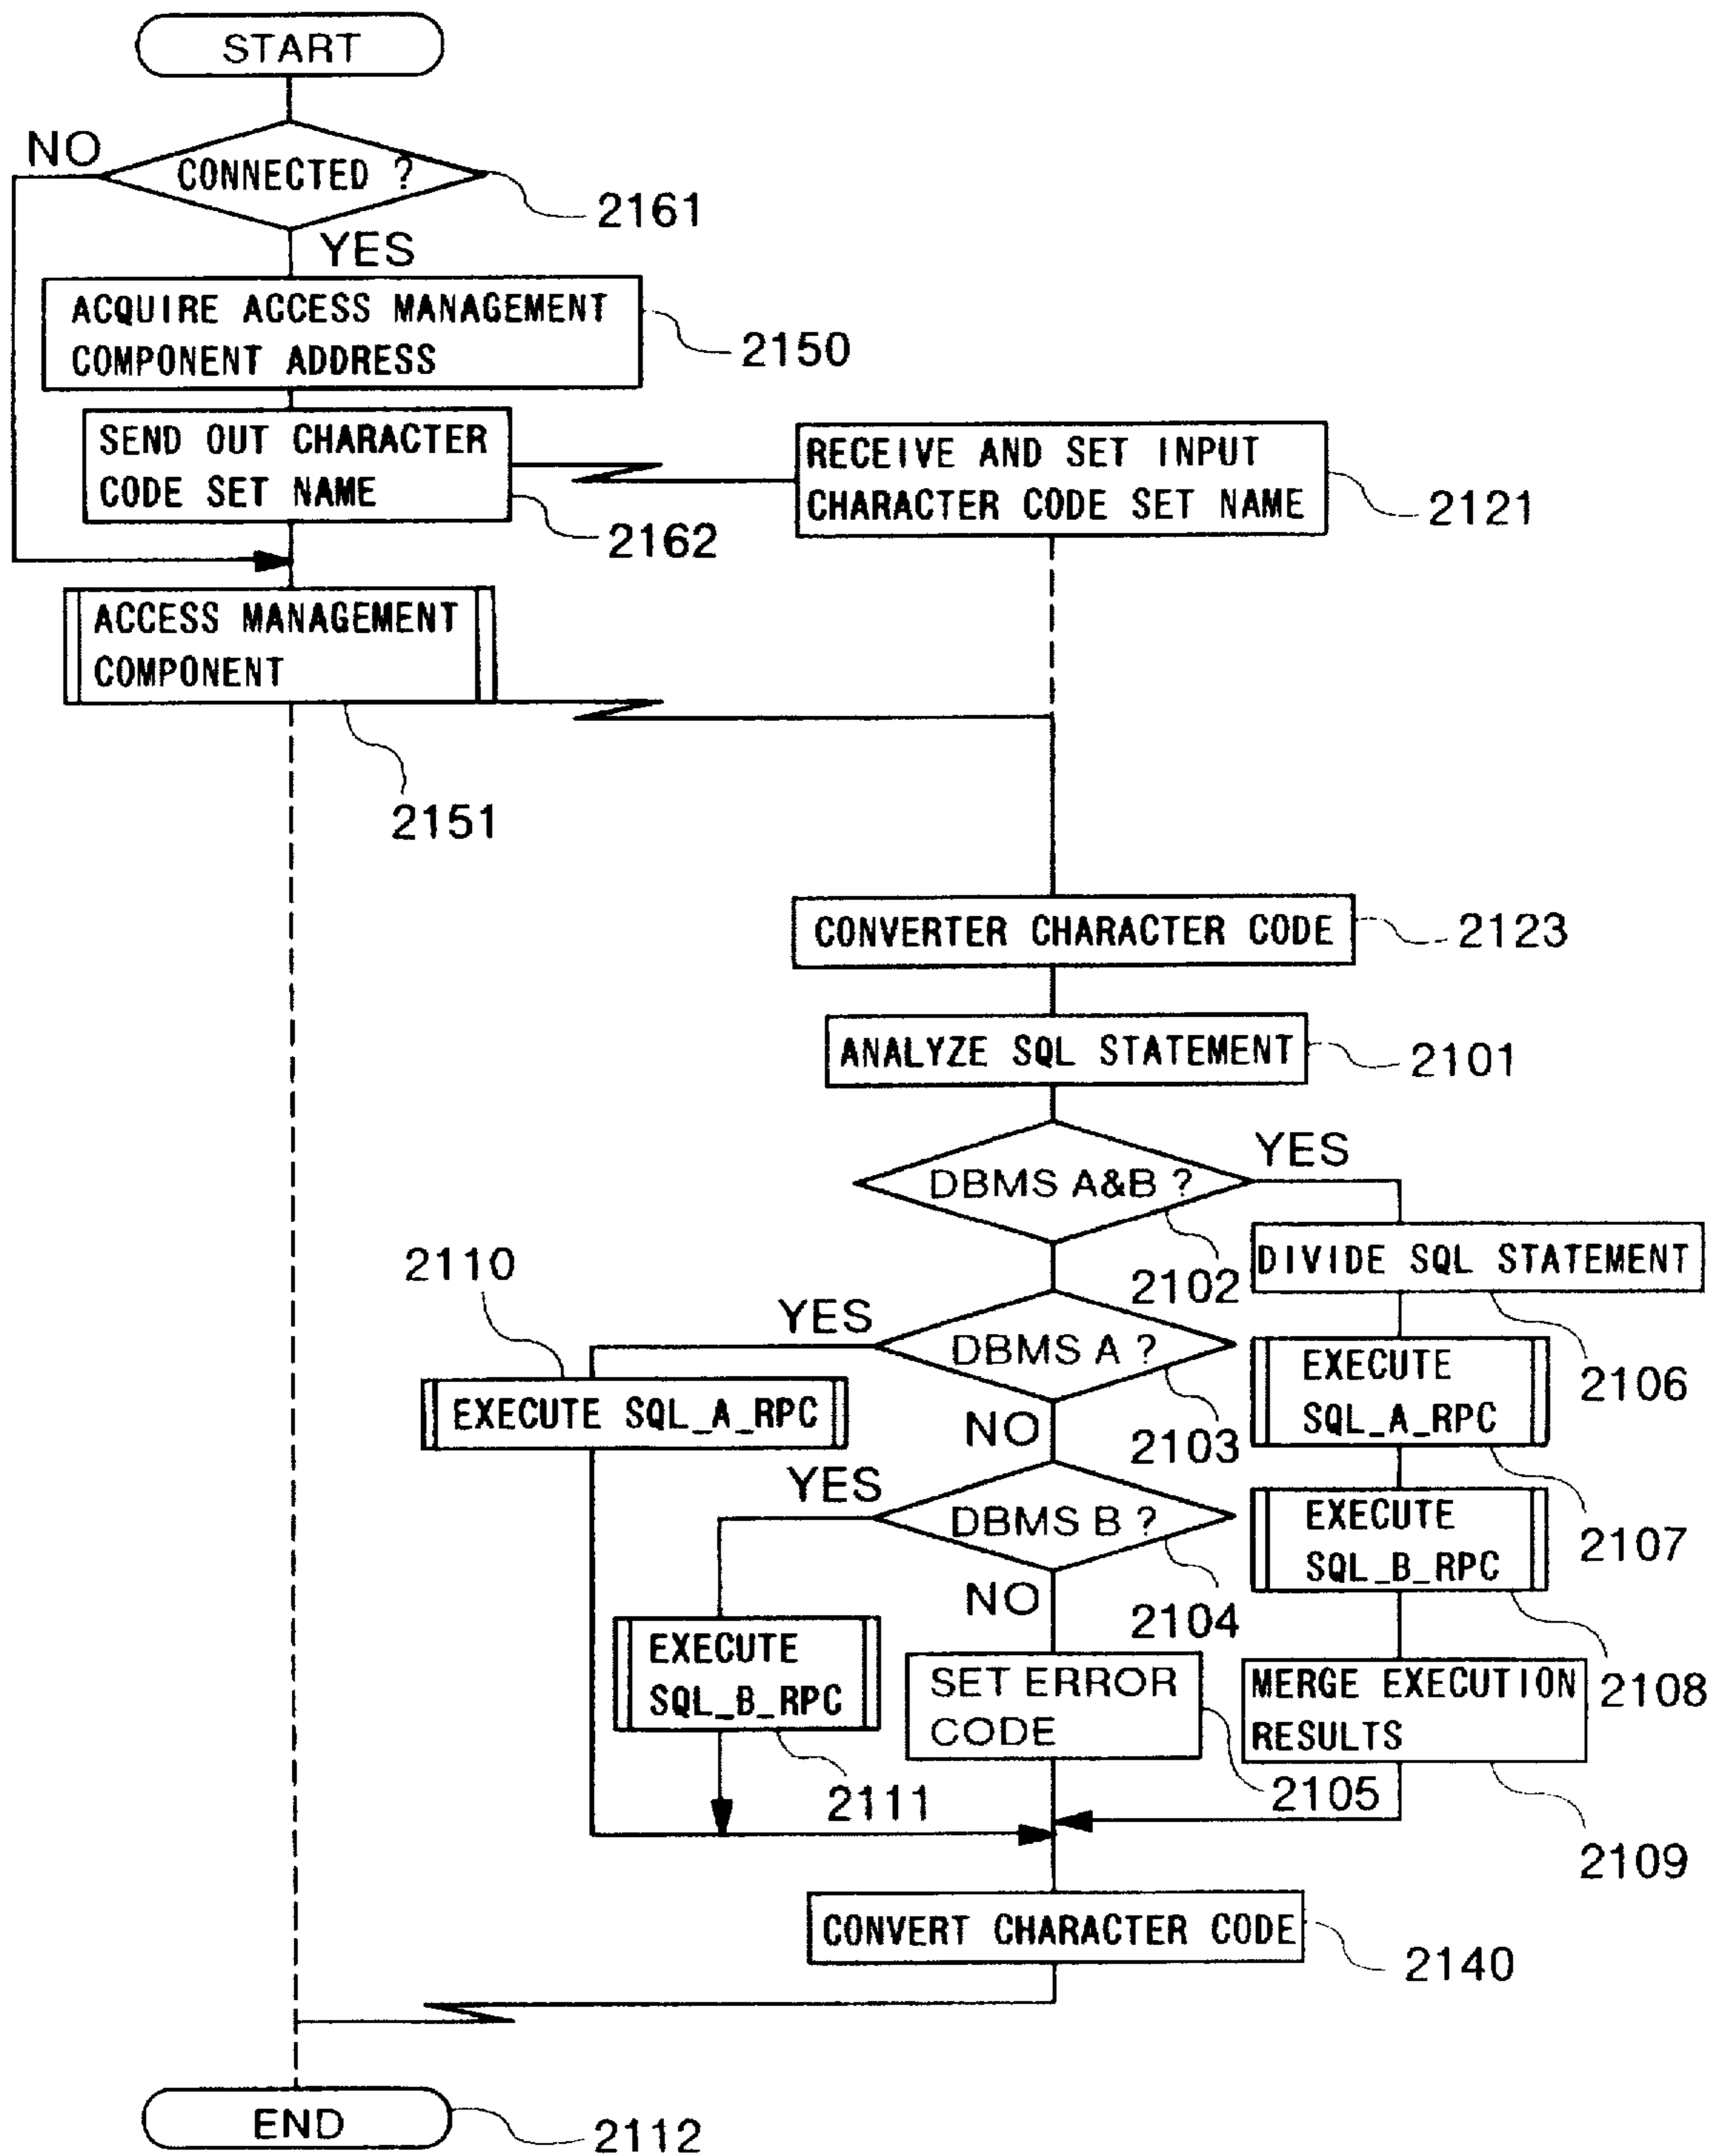 START
NO
CONNECTED ?
2161
YES
ACQUIRE ACCESS MANAGEMENT
COMPONENT ADDRESS
2150
SEND OUT CHARACTER
CODE SET NAME
2162
RECEIVE AND SET INPUT
CHARACTER CODE SET NAME
2121
ACCESS MANAGEMENT
COMPONENT
2151
CONVERTER CHARACTER CODE
2123
ANALYZE SQL STATEMENT
2101
DBMS A&B ?
YES
2102
DIVIDE SQL STATEMENT
2106
2110
YES
DBMS A ?
2103
EXECUTE SQL_A_RPC
NO
EXECUTE
SQL_A_RPC
2107
YES
DBMS B ?
2104
NO
EXECUTE
SQL_B_RPC
2108
EXECUTE
SQL_B_RPC
2111
SET ERROR
CODE
2105
MERGE EXECUTION
RESULTS
2109
CONVERT CHARACTER CODE
2140
END
2112